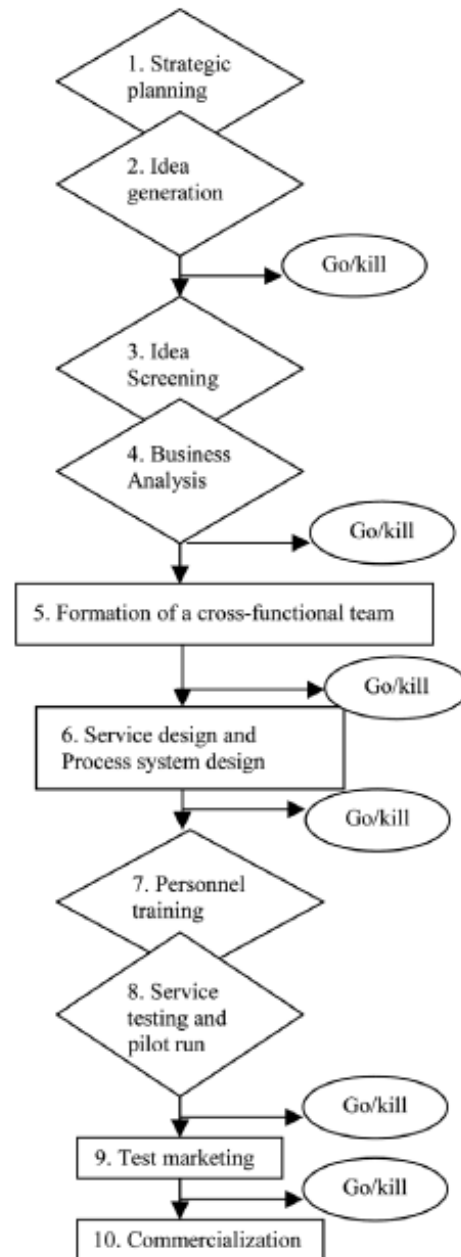 1. Strategic
planning
2. Idea
generation
Go/kill
3. Idea
Screening
4. Business
Analysis
Go/kill
5. Formation of a cross-functional team
Go/kill
6. Service design and
Process system design
Go/kill
7. Personnel
training
8. Service
testing and
pilot run
Go/kill
9. Test marketing
Go/kill
10. Commercialization